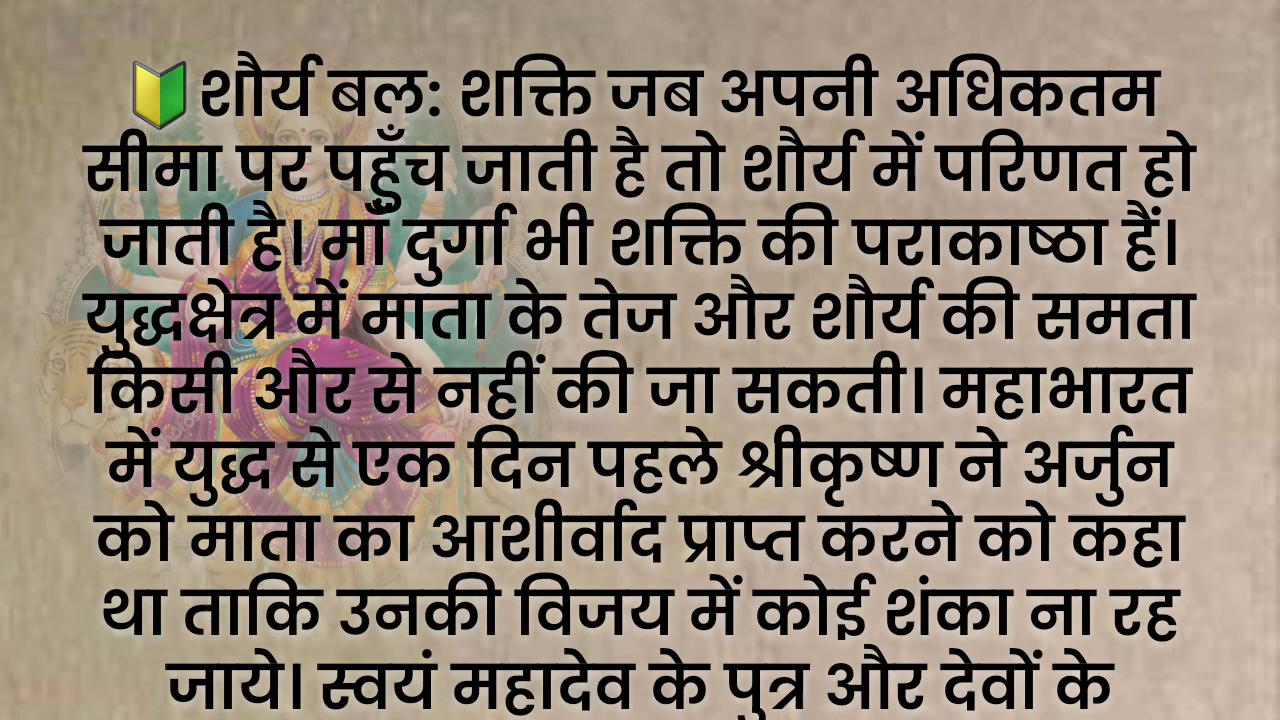 🔰शौर्य बल: शक्ति जब अपनी अधिकतम
सीमा पर पहुँच जाती है तो शौर्य में परिणत हो
जाती है। माँ दुर्गा भी शक्ति की पराकाष्ठा हैं।
युद्धक्षेत्र में माता के तेज और शौर्य की समता
किसी और से नहीं की जा सकती। महाभारत
में युद्ध से एक दिन पहले श्रीकृष्ण ने अर्जुन
को माता का आशीर्वाद प्राप्त करने को कहा
था ताकि उनकी विजय में कोई शंका ना रह
जाये। स्वयं महादेव के पुत्र और देवों के